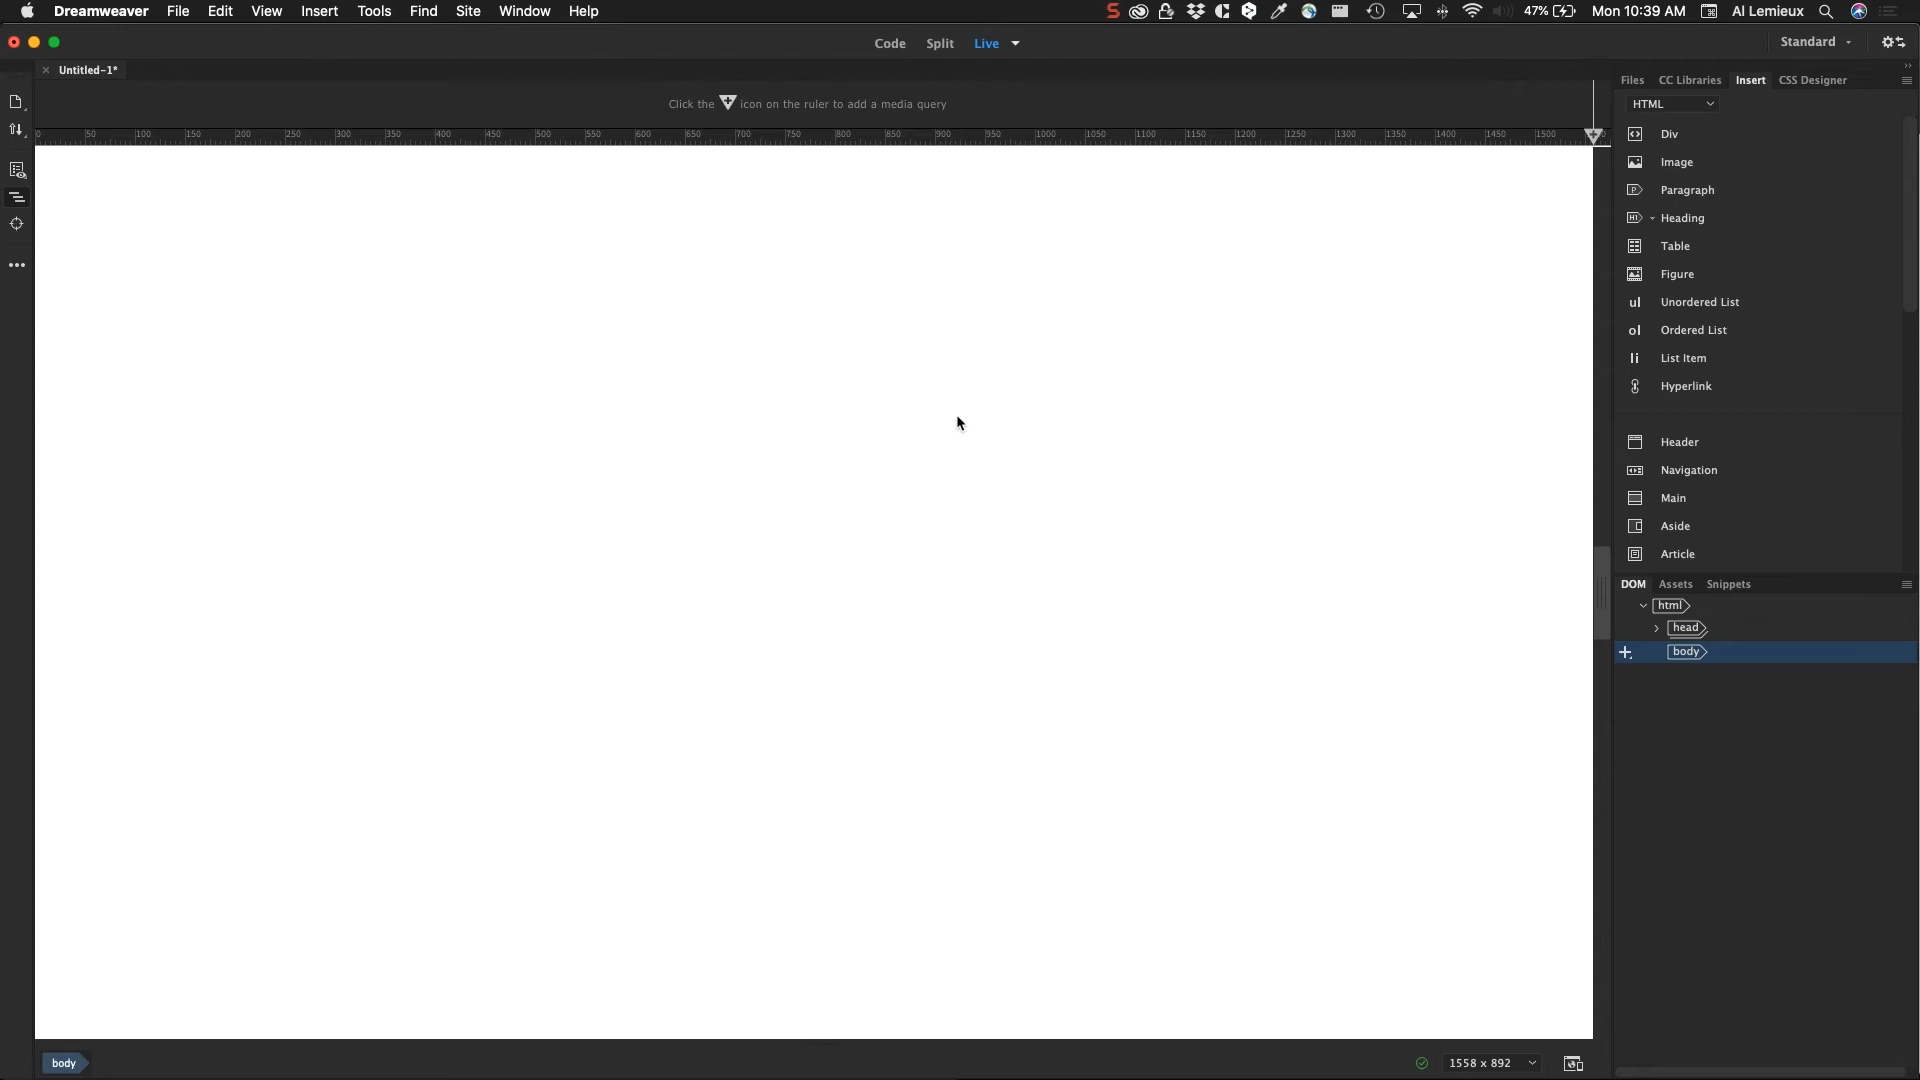 Dreamweaver File Edit View Insert Tools Find Site Window Help 47% Mon 10:39 AM Al Lemieux
Code Split Live Standard
Untitled-1*
Click the icon on the ruler to add a media query
0 50 100 150 200 250 300 350 400 450 500 550 600 650 700 750 800 850 900 950 1000 1050 1100 1150 1200 1250 1300 1350 1400 1450 1500
Files CC Libraries Insert CSS Designer
HTML
Div
Image
P Paragraph
H1 Heading
Table
Figure
ul Unordered List
ol Ordered List
li List Item
Hyperlink
Header
Navigation
Main
Aside
Article
DOM Assets Snippets
html
head
body
body 1558 x 892